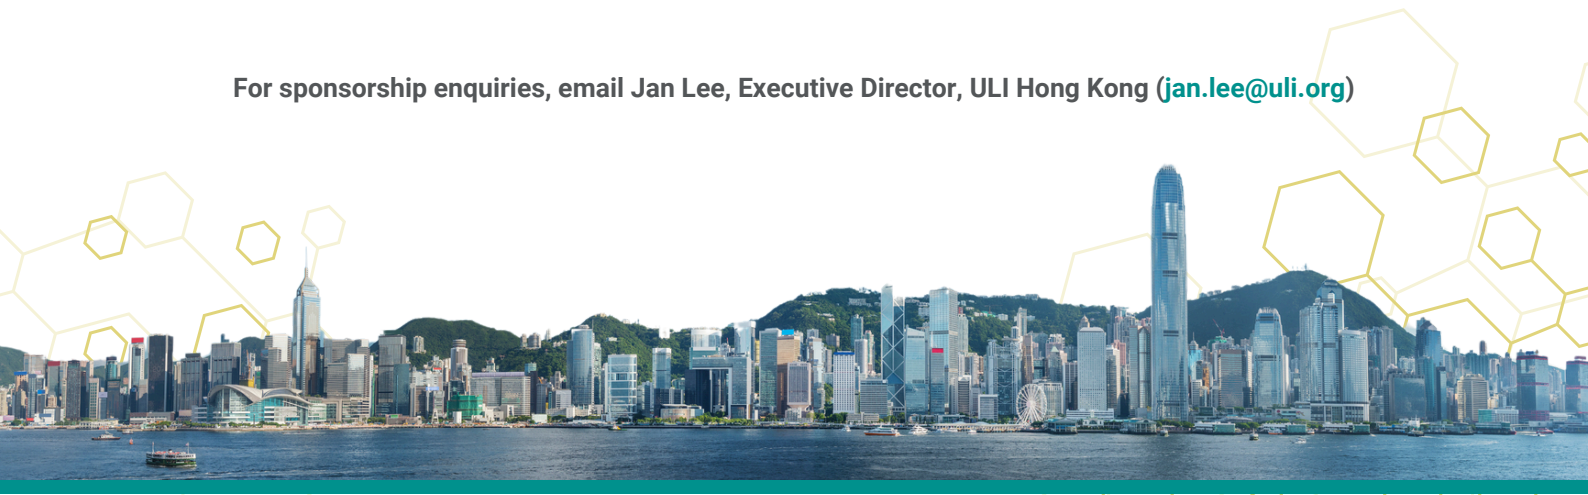 For sponsorship enquiries, email Jan Lee, Executive Director, ULI Hong Kong (jan.lee@uli.org)